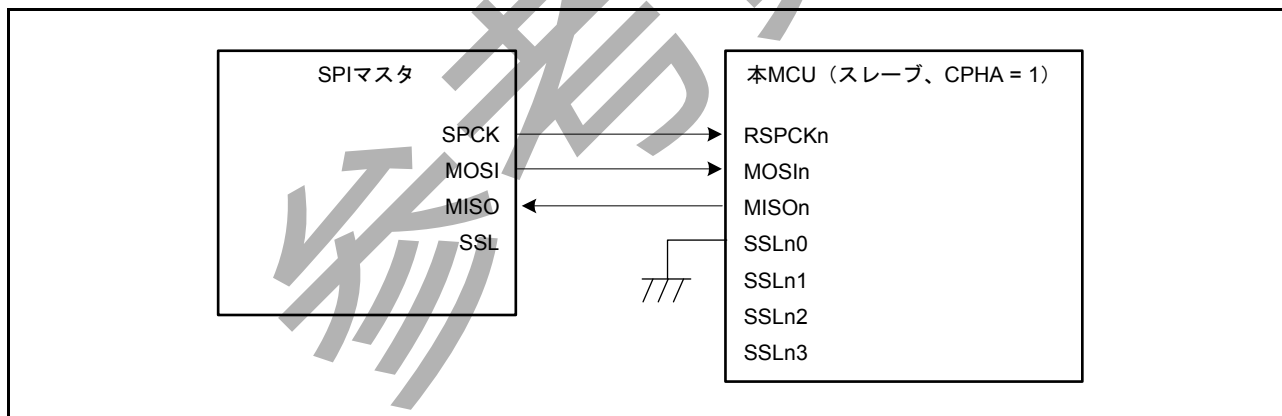 SPIマスタ
SPCK
MOSI
MISO
SSL
本MCU（スレーブ、CPHA = 1）
RSPCKn
MOSIn
MISOn
SSLn0
SSLn1
SSLn2
SSLn3